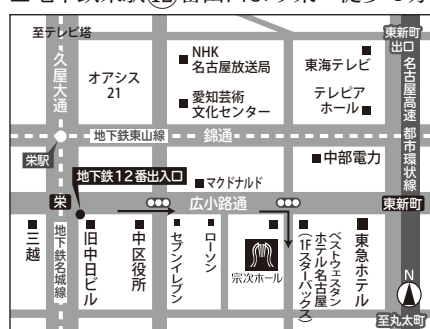 至テレビ塔
久屋大通
オアシス
21
NHK
名古屋放送局
愛知芸術
文化センター
東海テレビ
テレピア
ホール
東新町
出口
名古屋高速 都市環状線
地下鉄東山線
錦通
栄駅
中部電力
地下鉄12番出入口
マクドナルド
栄
広小路通
東新町
三越
地下鉄名城線
旧中日ビル
中区役所
セブンイレブン
ローソン
宗次ホール
ベストウェスタン
ホテル名古屋
(1Fスターバックス)
東急ホテル
N
至丸太町